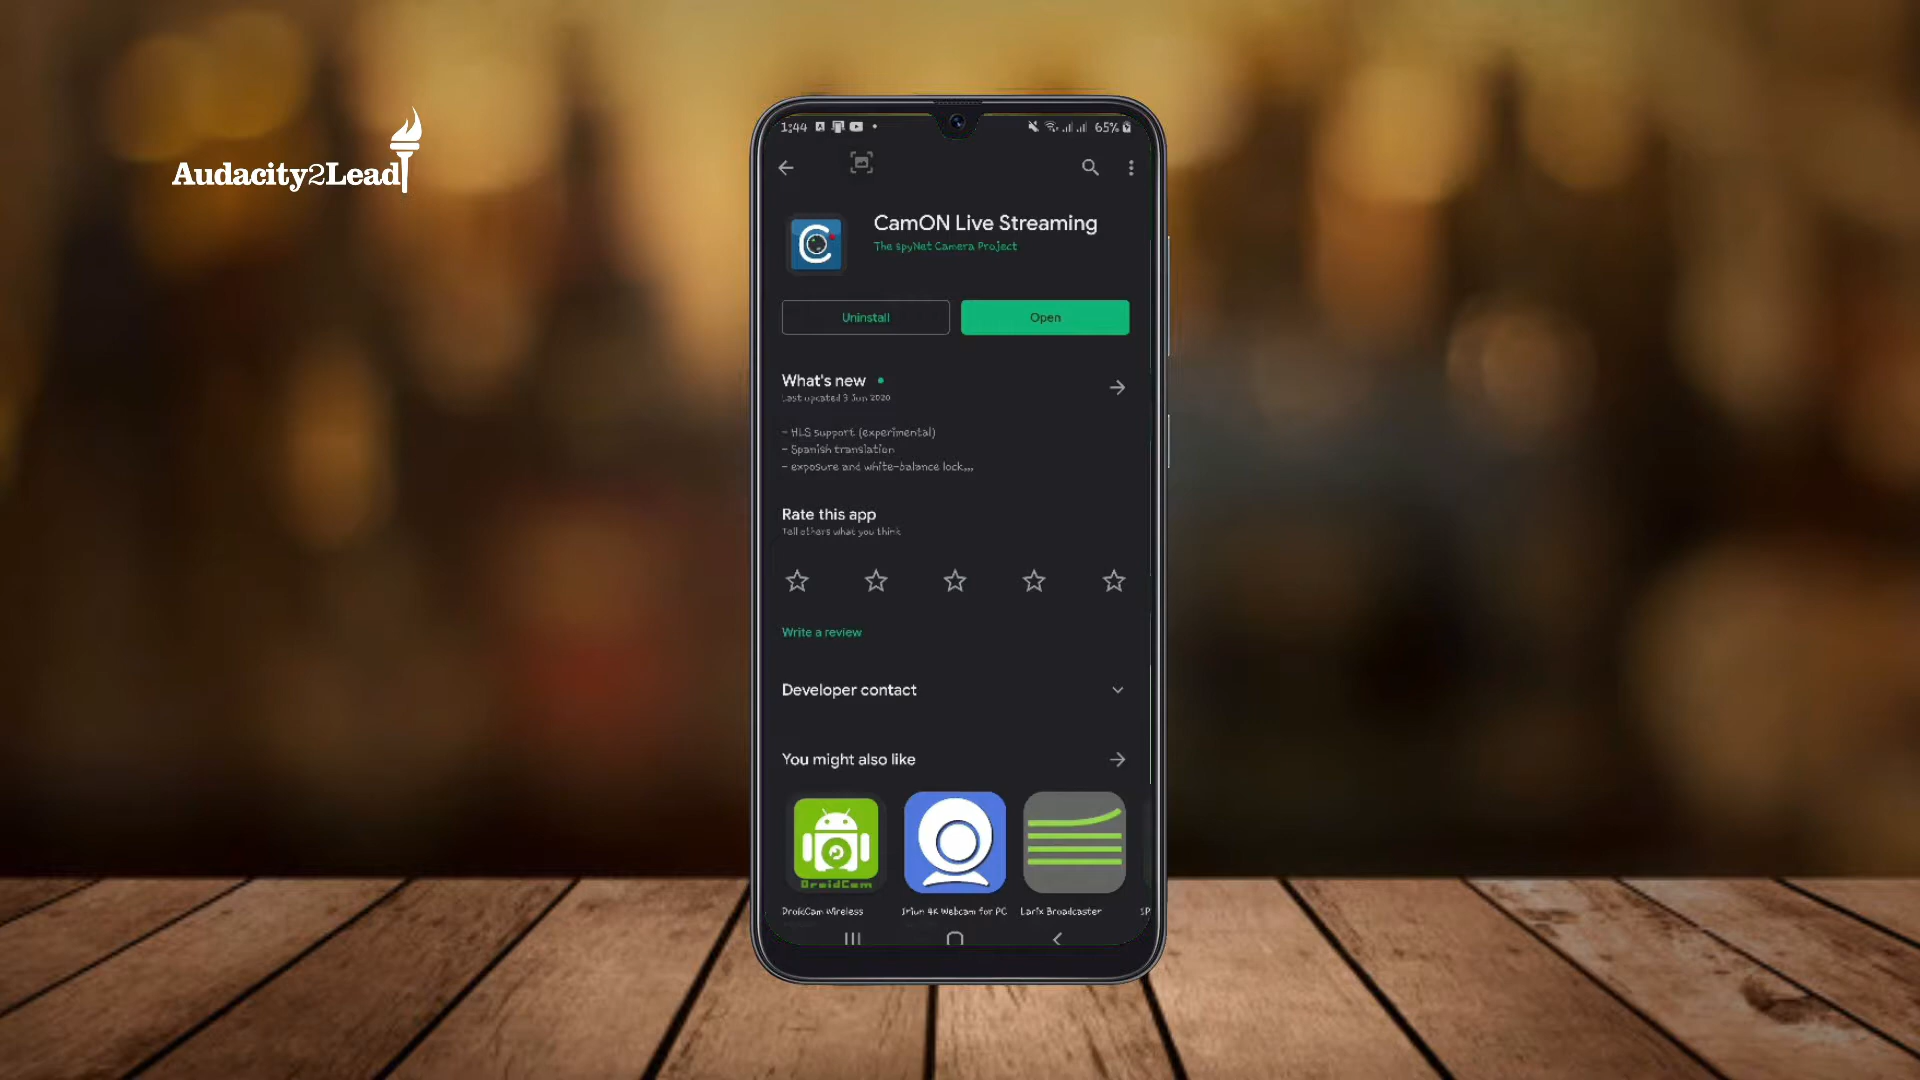 Audacity2Lead
1:44
65%
CamON Live Streaming
The spyNet Camera Project
Uninstall
Open
What's new
Last updated 3 Jun 2020
- HLS support (experimental)
- Spanish translation
- exposure and white-balance lock...
Rate this app
Tell others what you think
Write a review
Developer contact
You might also like
DroidCam
DroidCam Wireless
Iriun 4K Webcam for PC
Larix Broadcaster